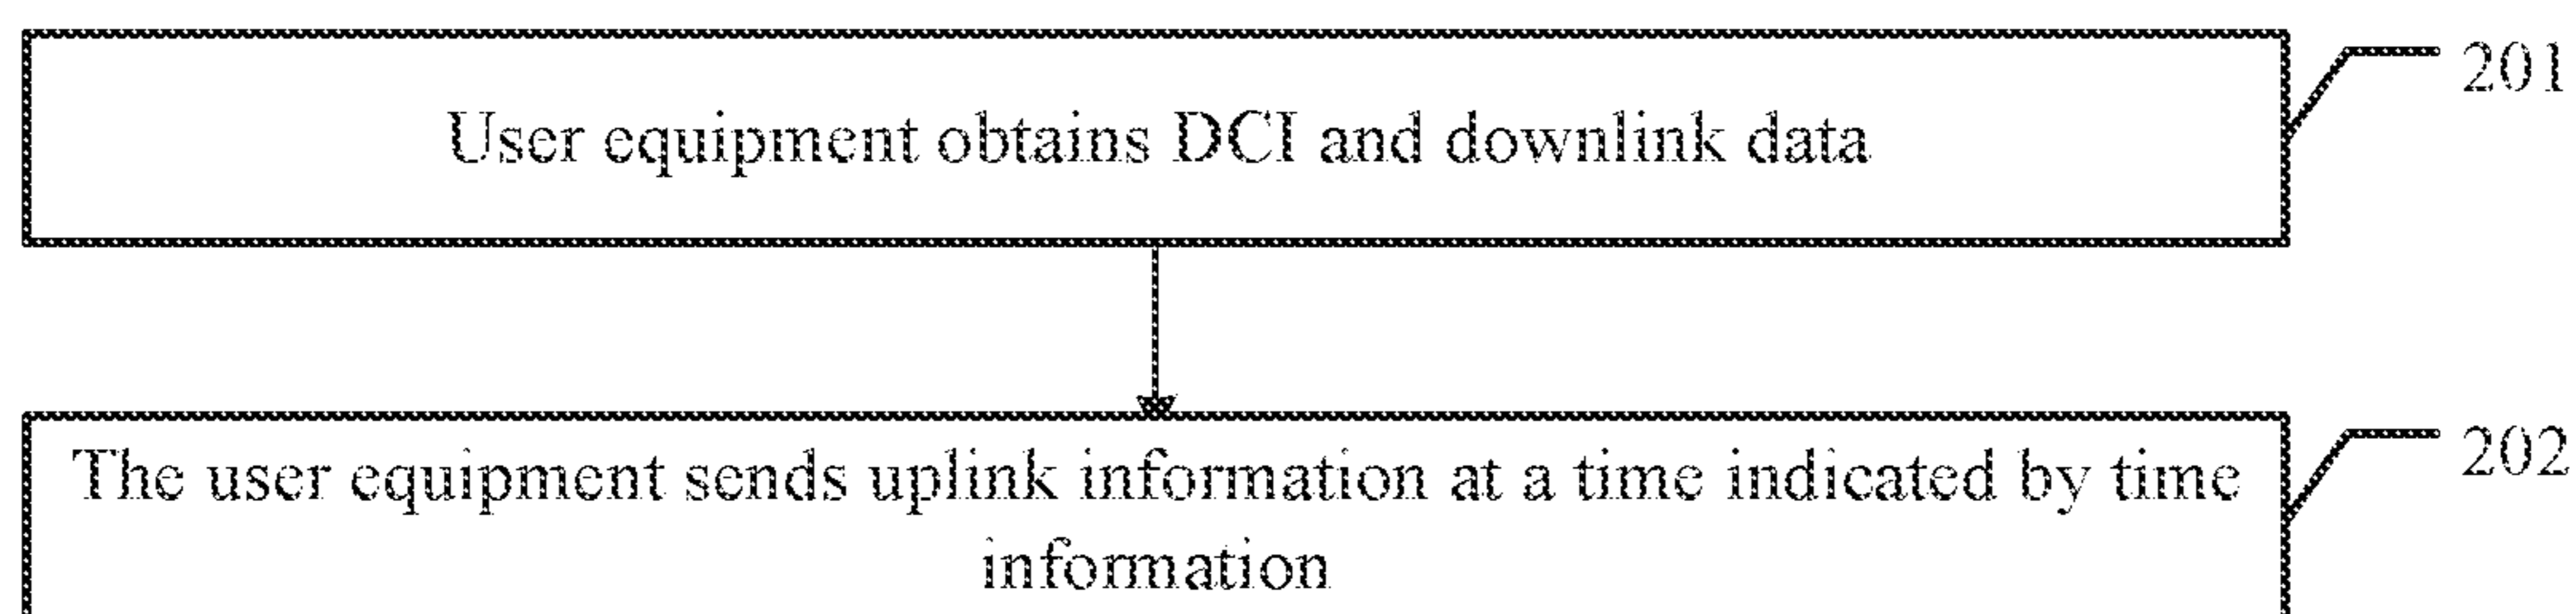 User equipment obtains DCI and downlink data
201
The user equipment sends uplink information at a time indicated by time
information
202